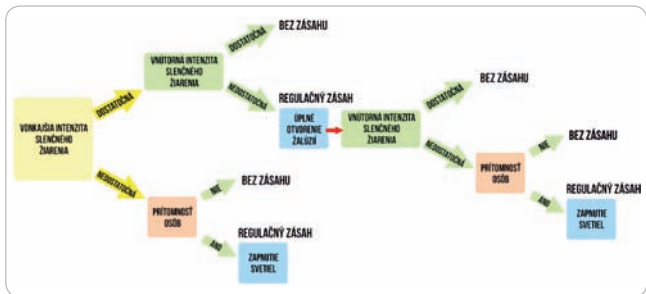 BEZ ZÁSAHU
DOSTATOČNÁ
VNÚTORNÁ INTENZITA
SLNEČNÉHO
ŽIARENIA
NEDOSTATOČNÁ
DOSTATOČNÁ
VONKAJŠIA INTENZITA
SLNEČNÉHO
ŽIARENIA
NEDOSTATOČNÁ
REGULAČNÝ ZÁSAH
ÚPLNÉ
OTVORENIE
ŽALÚZIÍ
VNÚTORNÁ INTENZITA
SLNEČNÉHO
ŽIARENIA
DOSTATOČNÁ
BEZ ZÁSAHU
NEDOSTATOČNÁ
PRÍTOMNOSŤ
OSÔB
NIE
BEZ ZÁSAHU
ÁNO
REGULAČNÝ ZÁSAH
ZAPNUTIE
SVETIEL
PRÍTOMNOSŤ
OSÔB
NIE
BEZ ZÁSAHU
ÁNO
REGULAČNÝ ZÁSAH
ZAPNUTIE
SVETIEL